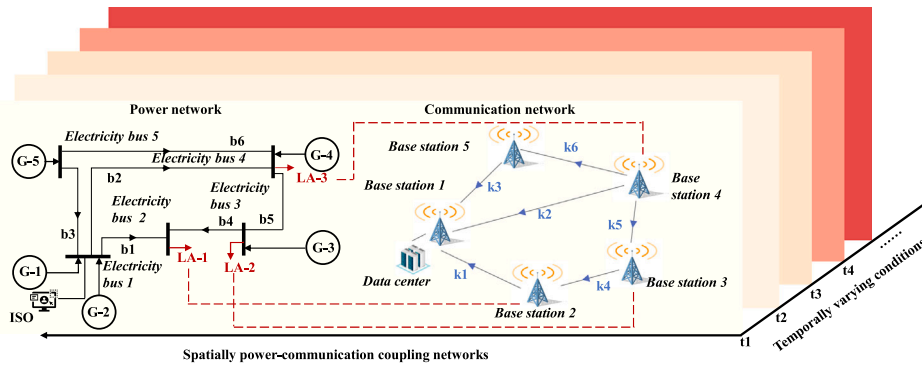 Power network
Communication network
Electricity bus 5
b6
G-5
Electricity bus 4
G-4
b2
LA-3
Electricity
bus 2
Electricity
bus 3
b3
b1
b4
b5
G-1
Electricity
bus 1
LA-1
LA-2
G-3
ISO
G-2
Base station 5
k6
Base station 1
k3
Base
station 4
k2
k5
Data center
k1
k4
Base station 3
Base station 2
t1
t2
t3
t4
......
Temporally varying conditions
Spatially power-communication coupling networks